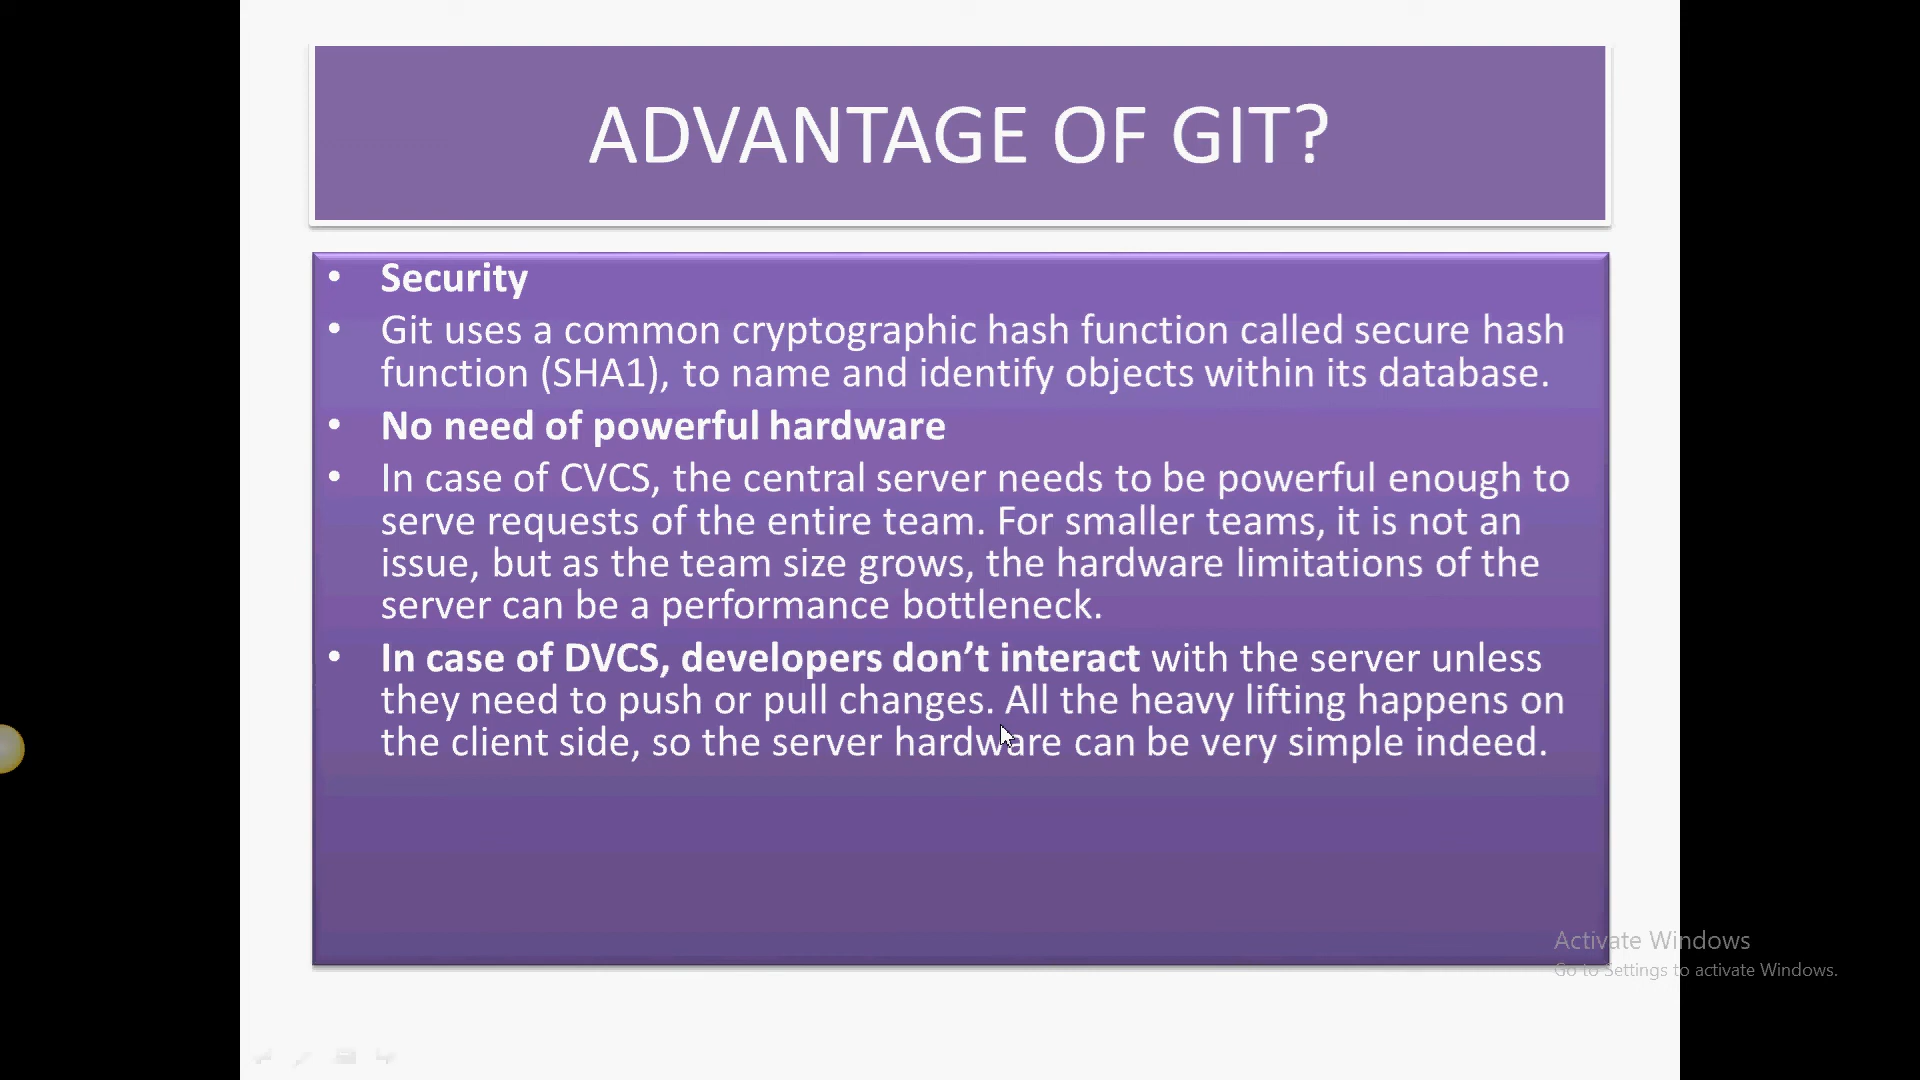 ADVANTAGE OF GIT?
• Security
• Git uses a common cryptographic hash function called secure hash
function (SHA1), to name and identify objects within its database.
• No need of powerful hardware
• In case of CVCS, the central server needs to be powerful enough to
serve requests of the entire team. For smaller teams, it is not an
issue, but as the team size grows, the hardware limitations of the
server can be a performance bottleneck.
• In case of DVCS, developers don’t interact with the server unless
they need to push or pull changes. All the heavy lifting happens on
the client side, so the server hardware can be very simple indeed.
Activate Windows
Go to Settings to activate Windows.